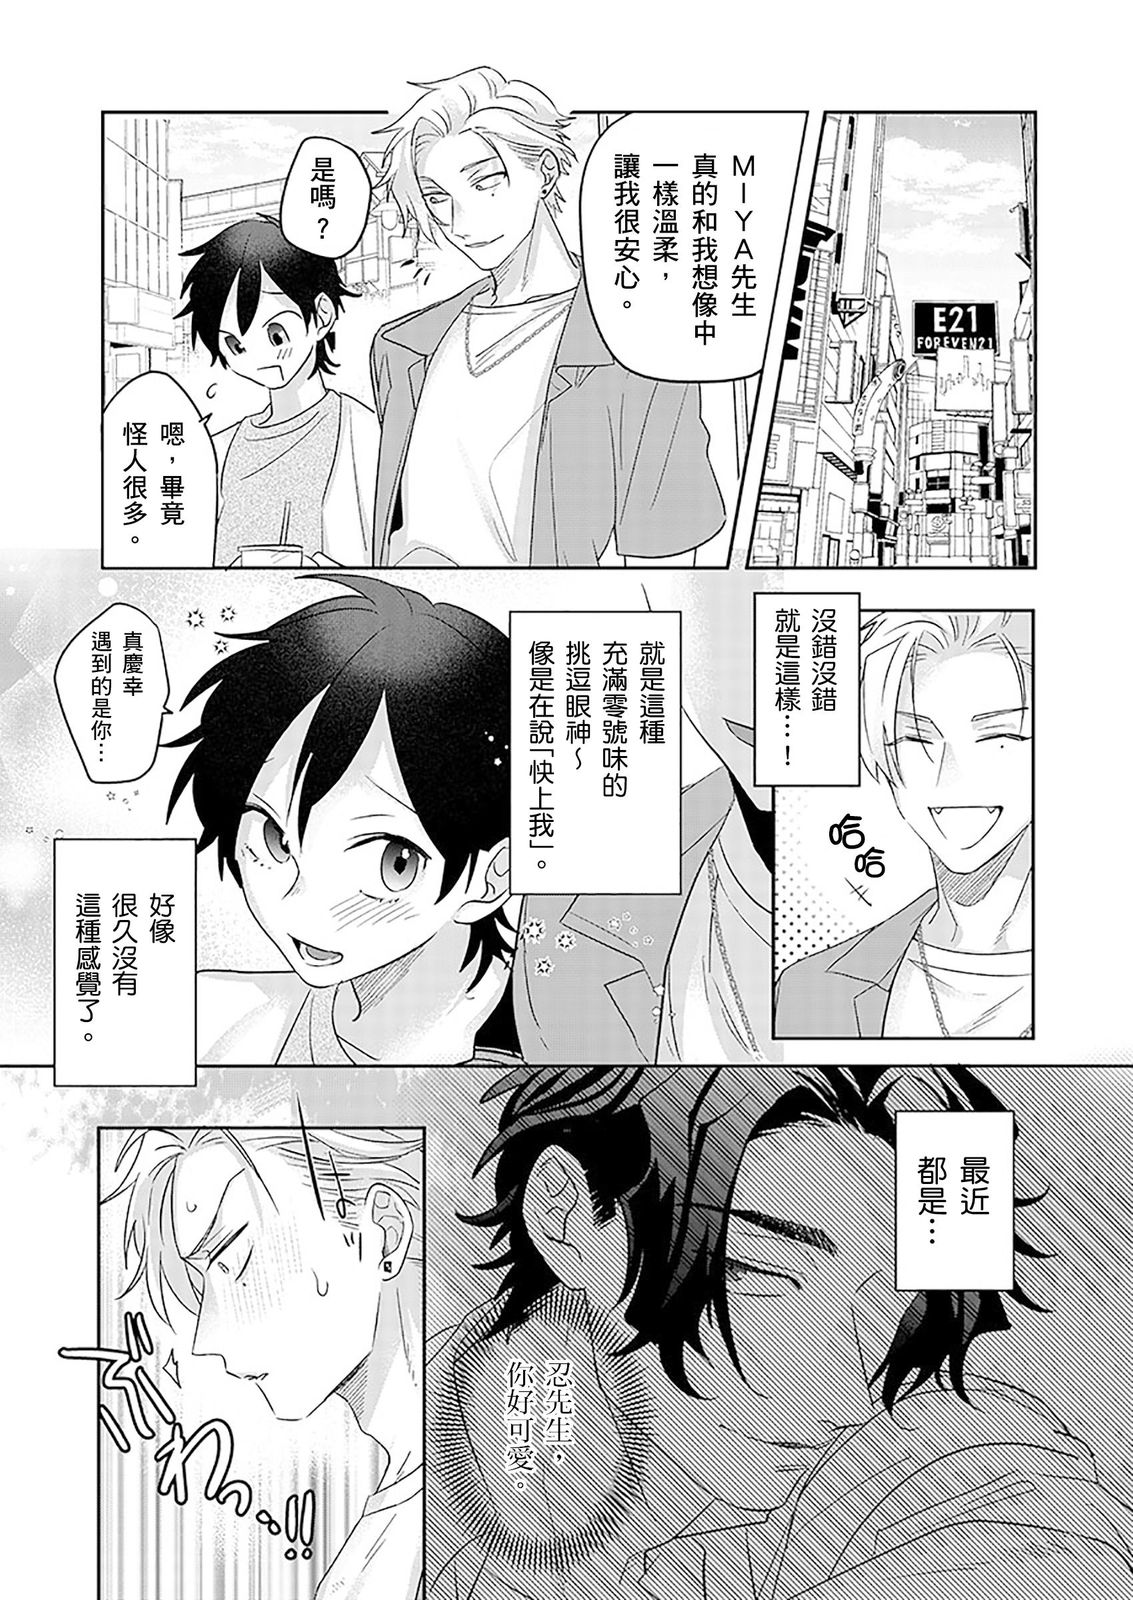 E21
FOREVEN21
MIYA先生
真的和我想像中
一樣溫柔，
讓我很安心。
是嗎？
嗯，畢竟
怪人很多。
沒錯沒錯
就是這樣…！
哈哈
就是這種
充滿零號味的
挑逗眼神～
像是在說「快上我」。
真慶幸
遇到的是你…
好像
很久沒有
這種感覺了。
最近
都是…
忍先生，
你好可愛。
ぶわっ!!